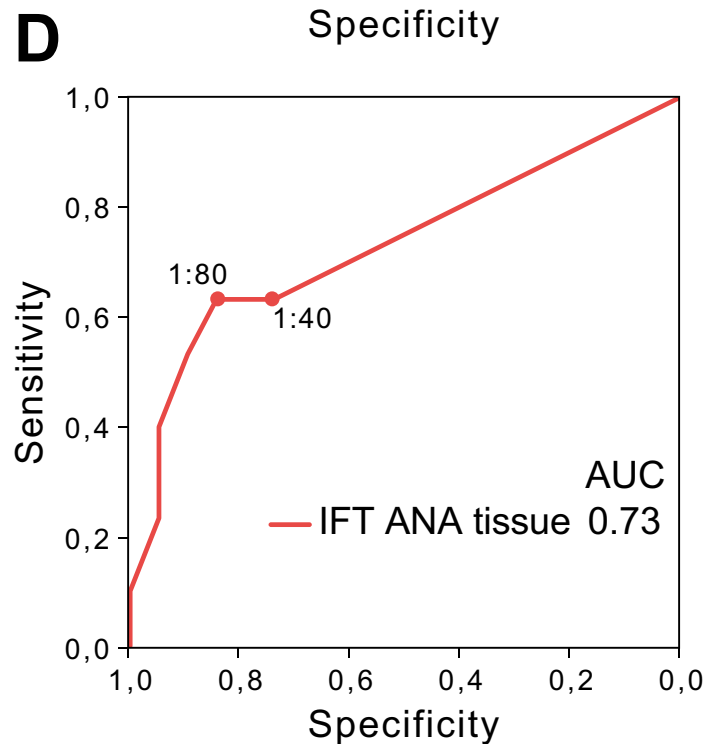 D
Specificity
1,0
0,8
0,6
0,4
0,2
0,0
Sensitivity
1:80
1:40
AUC
IFT ANA tissue 0.73
1,0 0,8 0,6 0,4 0,2 0,0
Specificity